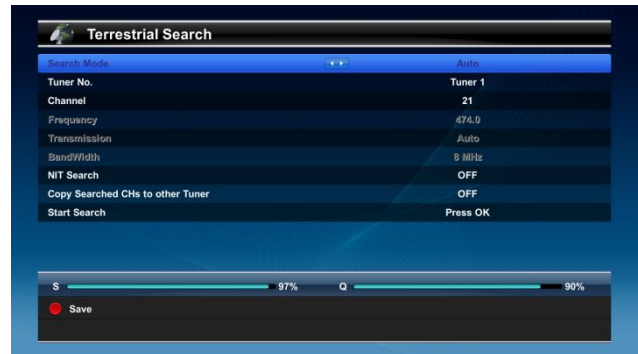 Terrestrial Search
Search Mode Auto
Tuner No. Tuner 1
Channel 21
Frequency 474.0
Transmission Auto
BandWidth 8 MHz
NIT Search OFF
Copy Searched CHs to other Tuner OFF
Start Search Press OK
S 97% Q 90%
Save